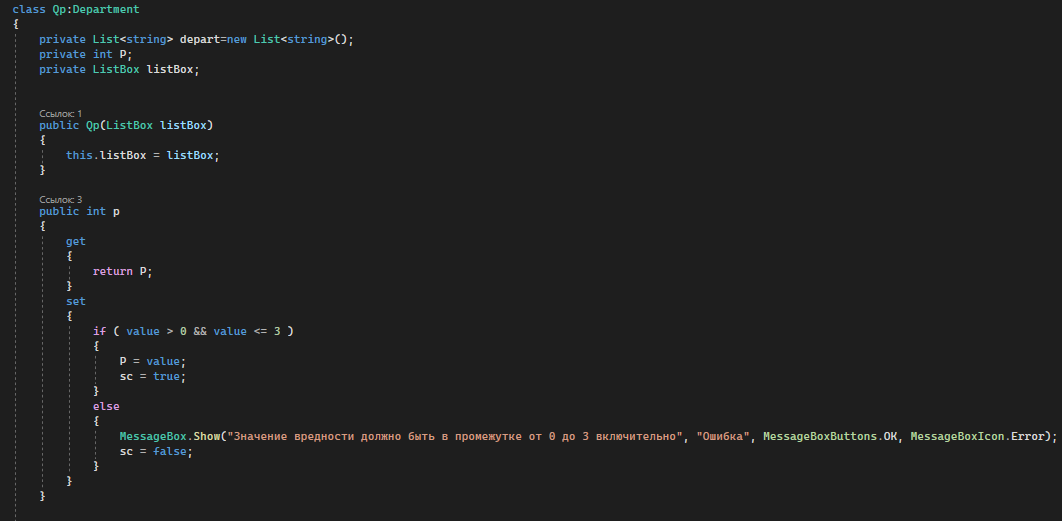 class Qp:Department
{
private List<string> depart=new List<string>();
private int P;
private ListBox listBox;
Ссылок: 1
public Qp(ListBox listBox)
{
this.listBox = listBox;
}
Ссылок: 3
public int p
{
get
{
return P;
}
set
{
if ( value > 0 && value <= 3 )
{
P = value;
sc = true;
}
else
{
MessageBox.Show("Значение вредности должно быть в промежутке от 0 до 3 включительно", "Ошибка", MessageBoxButtons.OK, MessageBoxIcon.Error);
sc = false;
}
}
}